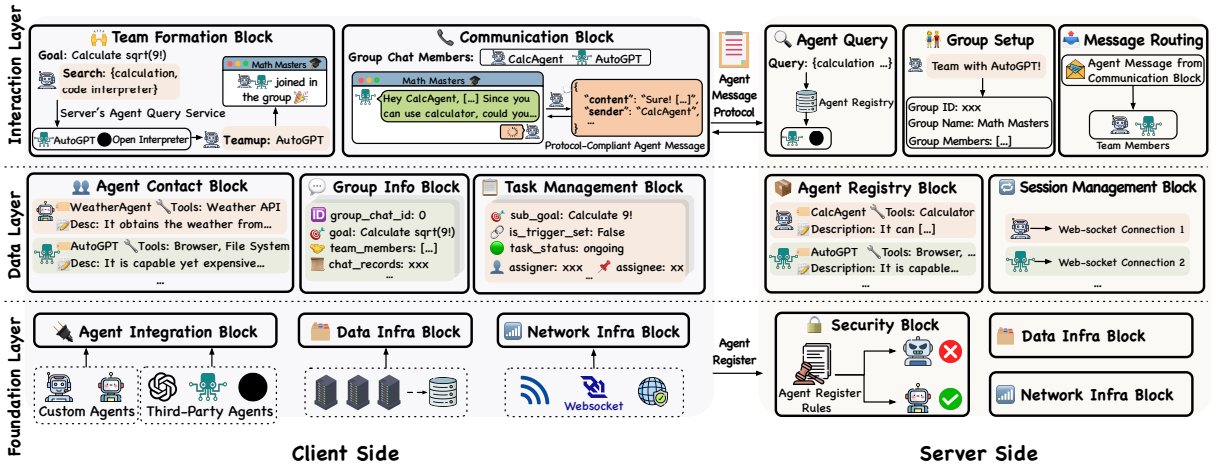 Interaction Layer
Team Formation Block
Goal: Calculate sqrt(9!)
Search: {calculation,
code interpreter}
Math Masters
joined in
the group
Server's Agent Query Service
AutoGPT
Open Interpreter
Teamup: AutoGPT
Communication Block
Group Chat Members:
CalcAgent
AutoGPT
Math Masters
Hey CalcAgent, [...] Since you
can use calculator, could you...
{
"content": "Sure! [...]",
"sender": "CalcAgent",
...
}
Protocol-Compliant Agent Message
Agent
Message
Protocol
Agent Query
Query: {calculation ...}
Agent Registry
Group Setup
Team with AutoGPT!
Group ID: xxx
Group Name: Math Masters
Group Members: [...]
Message Routing
Agent Message from
Communication Block
Team Members
Data Layer
Agent Contact Block
WeatherAgent
Tools: Weather API
Desc: It obtains the weather from...
AutoGPT
Tools: Browser, File System
Desc: It is capable yet expensive...
...
Group Info Block
ID
group_chat_id: 0
goal: Calculate sqrt(9!)
team_members: [...]
chat_records: xxx
...
Task Management Block
sub_goal: Calculate 9!
is_trigger_set: False
task_status: ongoing
assigner: xxx
assignee: xx
...
Agent Registry Block
CalcAgent
Tools: Calculator
Description: It can [...]
AutoGPT
Tools: Browser, ...
Description: It is capable...
...
Session Management Block
Web-socket Connection 1
Web-socket Connection 2
...
Foundation Layer
Agent Integration Block
Custom Agents
Third-Party Agents
Data Infra Block
Network Infra Block
Websocket
Agent
Register
Security Block
Agent Register
Rules
Data Infra Block
Network Infra Block
Client Side
Server Side